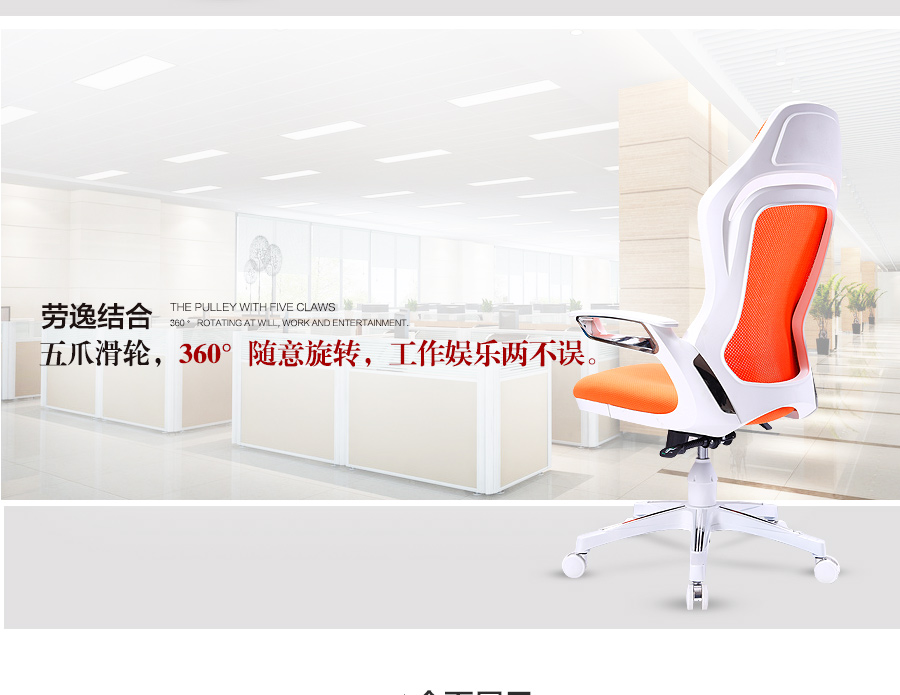 劳逸结合
THE PULLEY WITH FIVE CLAWS
360° ROTATING AT WILL, WORK AND ENTERTAINMENT.
五爪滑轮，360°随意旋转，工作娱乐两不误。